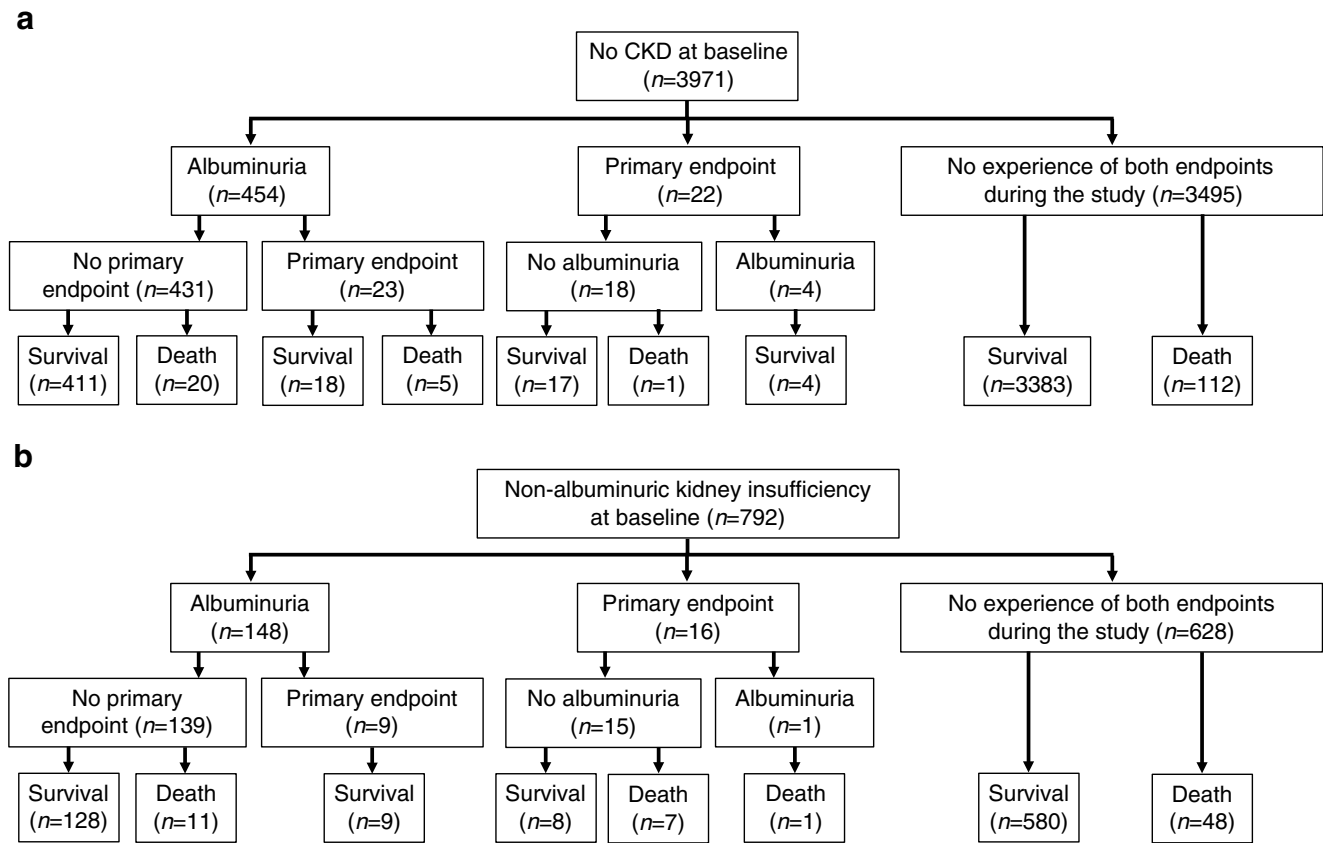 a
No CKD at baseline
(n=3971)
Albuminuria
(n=454)
Primary endpoint
(n=22)
No experience of both endpoints
during the study (n=3495)
No primary
endpoint (n=431)
Primary endpoint
(n=23)
No albuminuria
(n=18)
Albuminuria
(n=4)
Survival
(n=411)
Death
(n=20)
Survival
(n=18)
Death
(n=5)
Survival
(n=17)
Death
(n=1)
Survival
(n=4)
Survival
(n=3383)
Death
(n=112)
b
Non-albuminuric kidney insufficiency
at baseline (n=792)
Albuminuria
(n=148)
Primary endpoint
(n=16)
No experience of both endpoints
during the study (n=628)
No primary
endpoint (n=139)
Primary endpoint
(n=9)
No albuminuria
(n=15)
Albuminuria
(n=1)
Survival
(n=128)
Death
(n=11)
Survival
(n=9)
Survival
(n=8)
Death
(n=7)
Death
(n=1)
Survival
(n=580)
Death
(n=48)